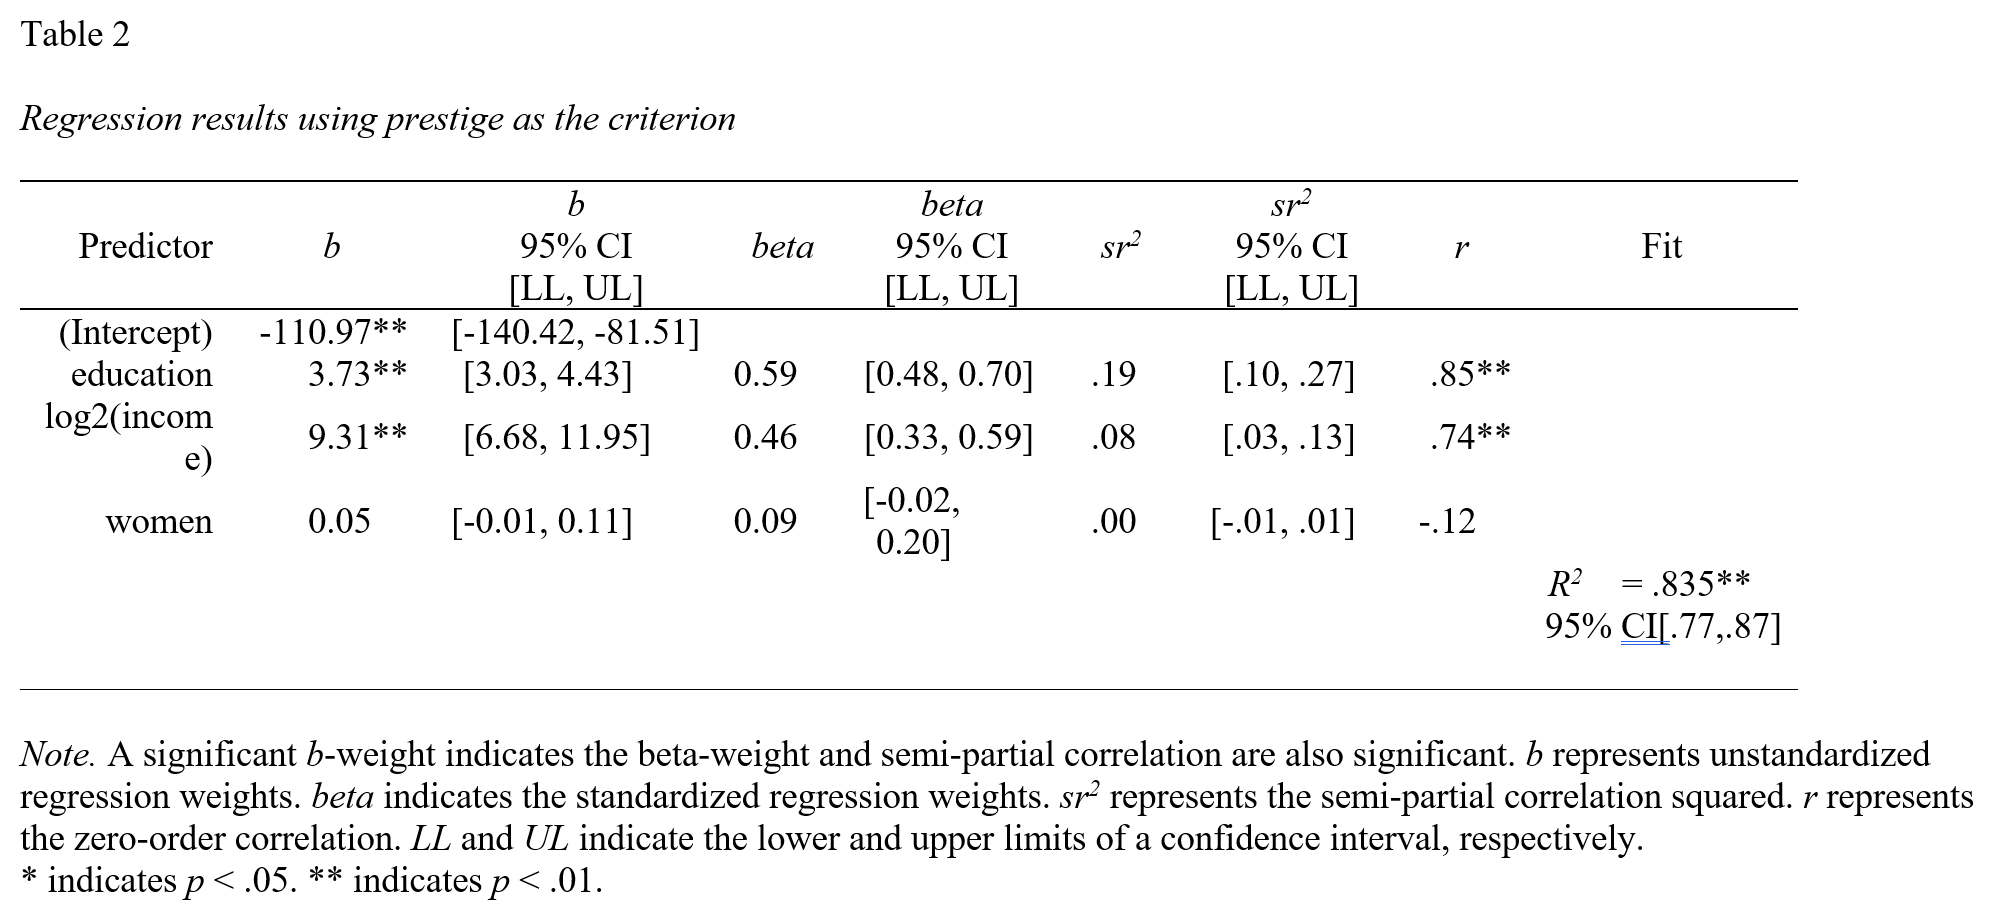 Table 2
Regression results using prestige as the criterion
Predictor b b 95% CI [LL, UL] beta beta 95% CI [LL, UL] sr² sr² 95% CI [LL, UL] r Fit
(Intercept) -110.97** [-140.42, -81.51]
education 3.73** [3.03, 4.43] 0.59 [0.48, 0.70] .19 [.10, .27] .85**
log2(income) 9.31** [6.68, 11.95] 0.46 [0.33, 0.59] .08 [.03, .13] .74**
women 0.05 [-0.01, 0.11] 0.09 [-0.02, 0.20] .00 [-.01, .01] -.12
R² = .835**
95% CI[.77,.87]
Note. A significant b-weight indicates the beta-weight and semi-partial correlation are also significant. b represents unstandardized
regression weights. beta indicates the standardized regression weights. sr² represents the semi-partial correlation squared. r represents
the zero-order correlation. LL and UL indicate the lower and upper limits of a confidence interval, respectively.
* indicates p < .05. ** indicates p < .01.